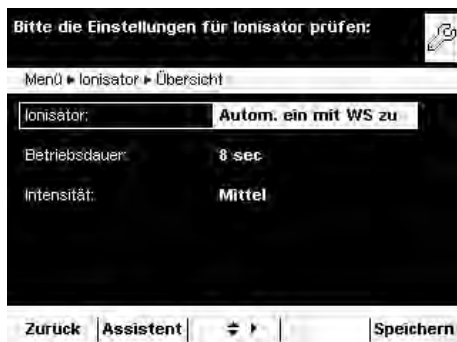 Bitte die Einstellungen für Ionisator prüfen:
Menü ▸ Ionisator ▸ Übersicht
Ionisator: Autom. ein mit WS zu
Betriebsdauer: 8 sec
Intensität: Mittel
Zurück Assistent Speichern